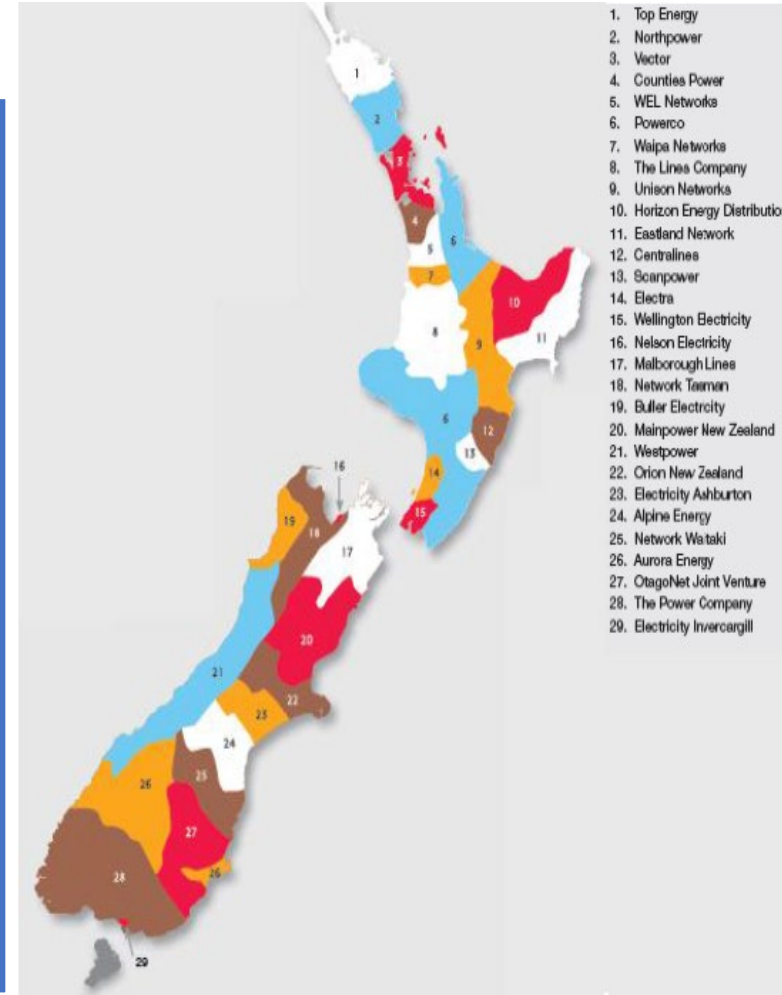 1. Top Energy
2. Northpower
3. Vector
4. Counties Power
5. WEL Networks
6. Powerco
7. Waipa Networks
8. The Lines Company
9. Unison Networks
10. Horizon Energy Distributio
11. Eastland Network
12. Centralines
13. Scanpower
14. Electra
15. Wellington Electricity
16. Nelson Electricity
17. Malborough Lines
18. Network Tasman
19. Buller Electrcity
20. Mainpower New Zealand
21. Westpower
22. Orion New Zealand
23. Electricity Ashburton
24. Alpine Energy
25. Network Waitaki
26. Aurora Energy
27. OtagoNet Joint Venture
28. The Power Company
29. Electricity Invercargill
1
2
3
4
5
6
7
8
9
10
11
6
12
13
14
15
16
19
18
17
20
21
22
23
24
25
26
27
26
28
29